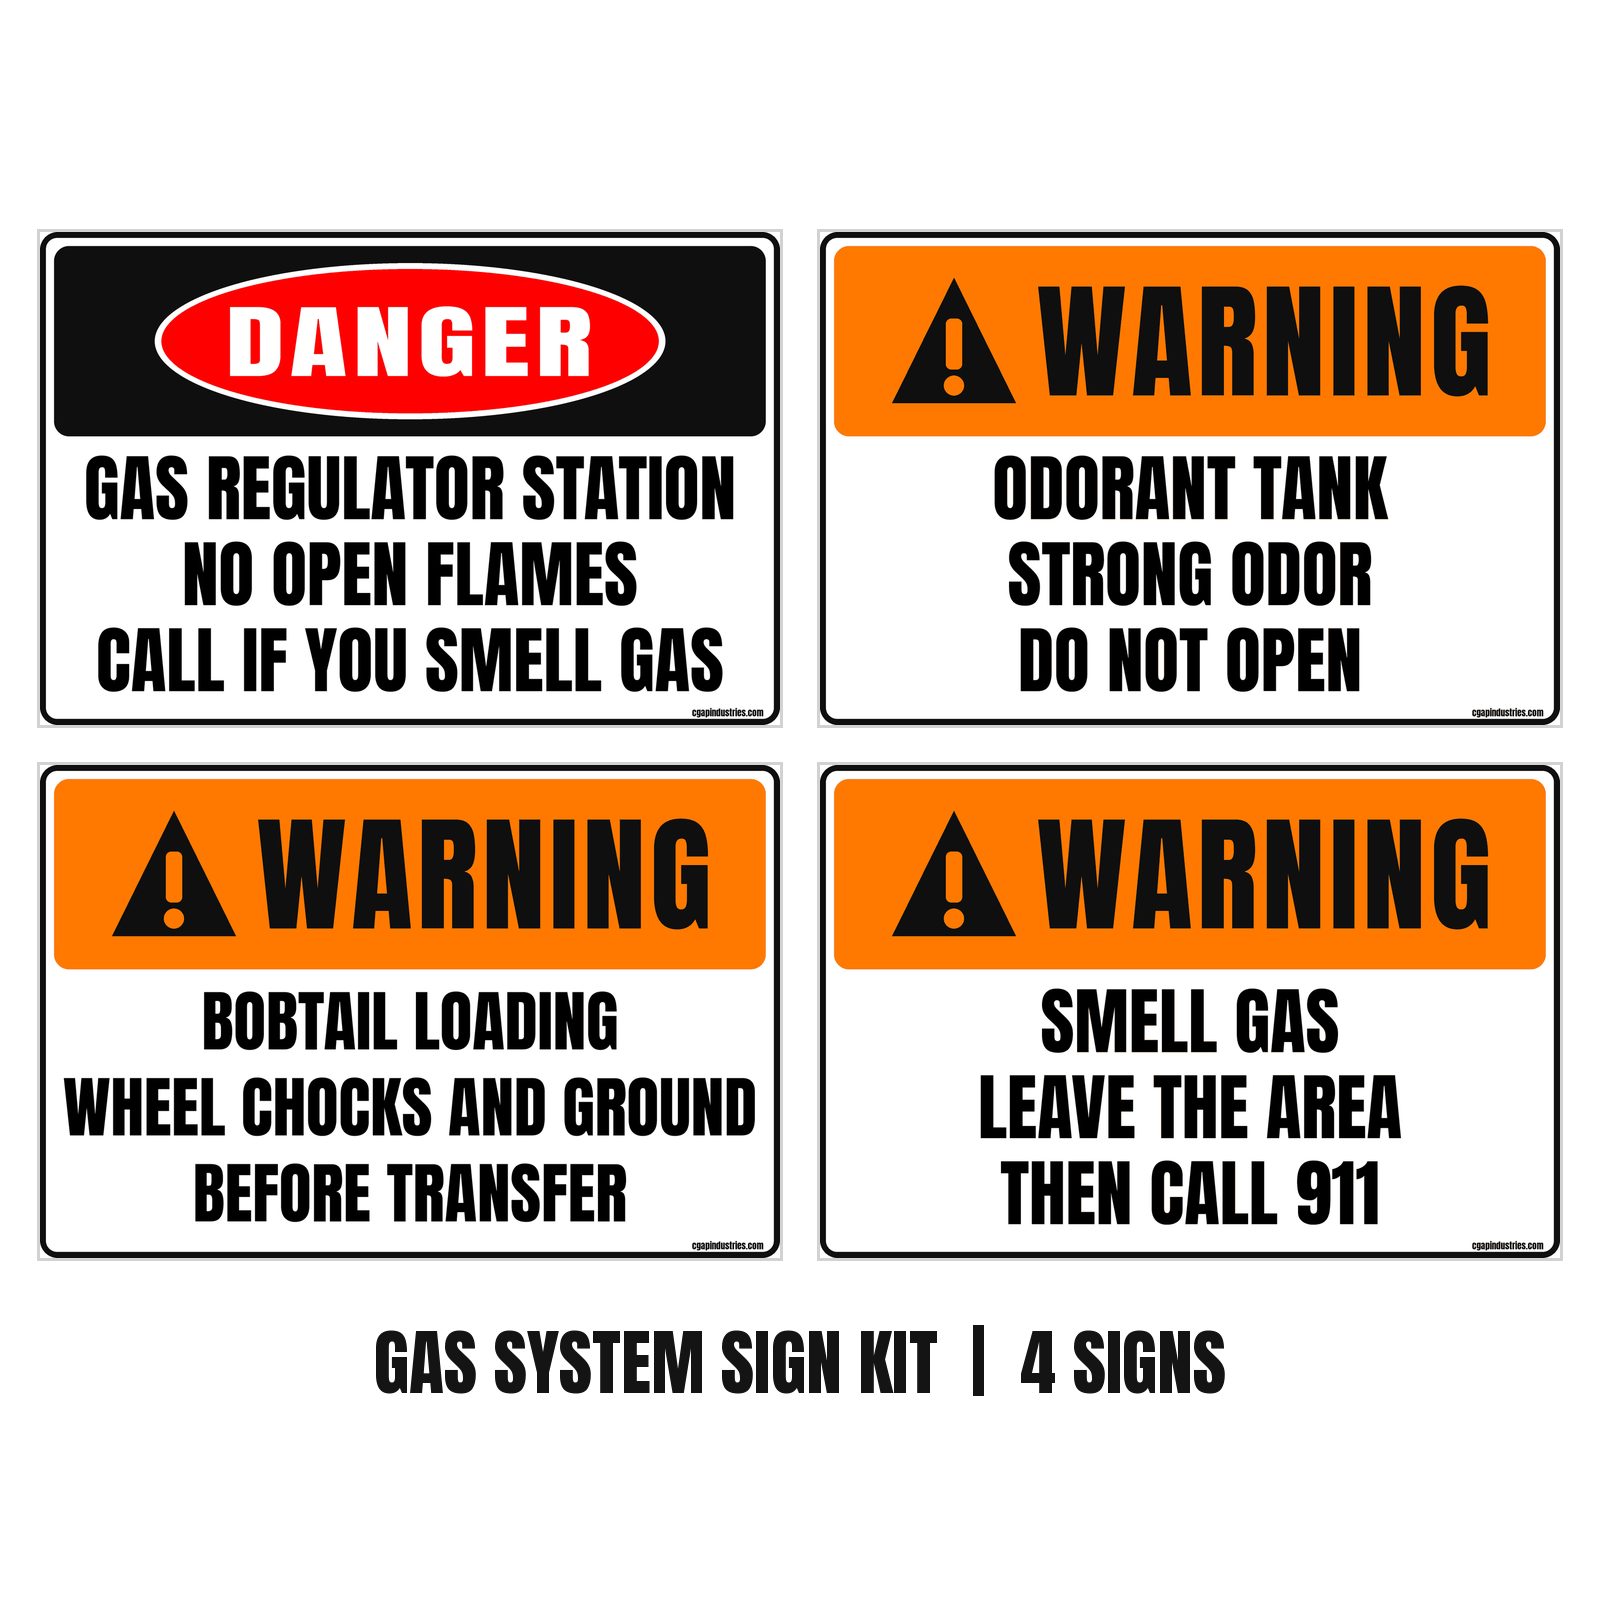 DANGER
GAS REGULATOR STATION
NO OPEN FLAMES
CALL IF YOU SMELL GAS
cgapindustries.com
WARNING
ODORANT TANK
STRONG ODOR
DO NOT OPEN
cgapindustries.com
WARNING
BOBTAIL LOADING
WHEEL CHOCKS AND GROUND
BEFORE TRANSFER
cgapindustries.com
WARNING
SMELL GAS
LEAVE THE AREA
THEN CALL 911
cgapindustries.com
GAS SYSTEM SIGN KIT | 4 SIGNS